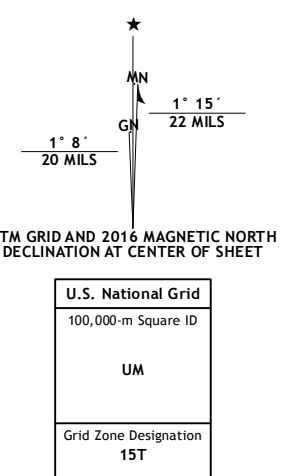 MN
1° 15´
22 MILS
GN
1° 8´
20 MILS
TM GRID AND 2016 MAGNETIC NORTH
DECLINATION AT CENTER OF SHEET
U.S. National Grid
100,000-m Square ID
UM
Grid Zone Designation
15T